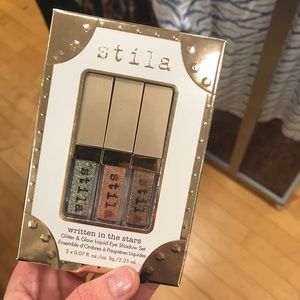 stila
stila
stila
stila
written in the stars
Glitter & Glow Liquid Eye Shadow Set
Ensemble d'Ombres à Paupières Liquides
3 x 0.07 fl. oz./oz. liq./2.25 mL